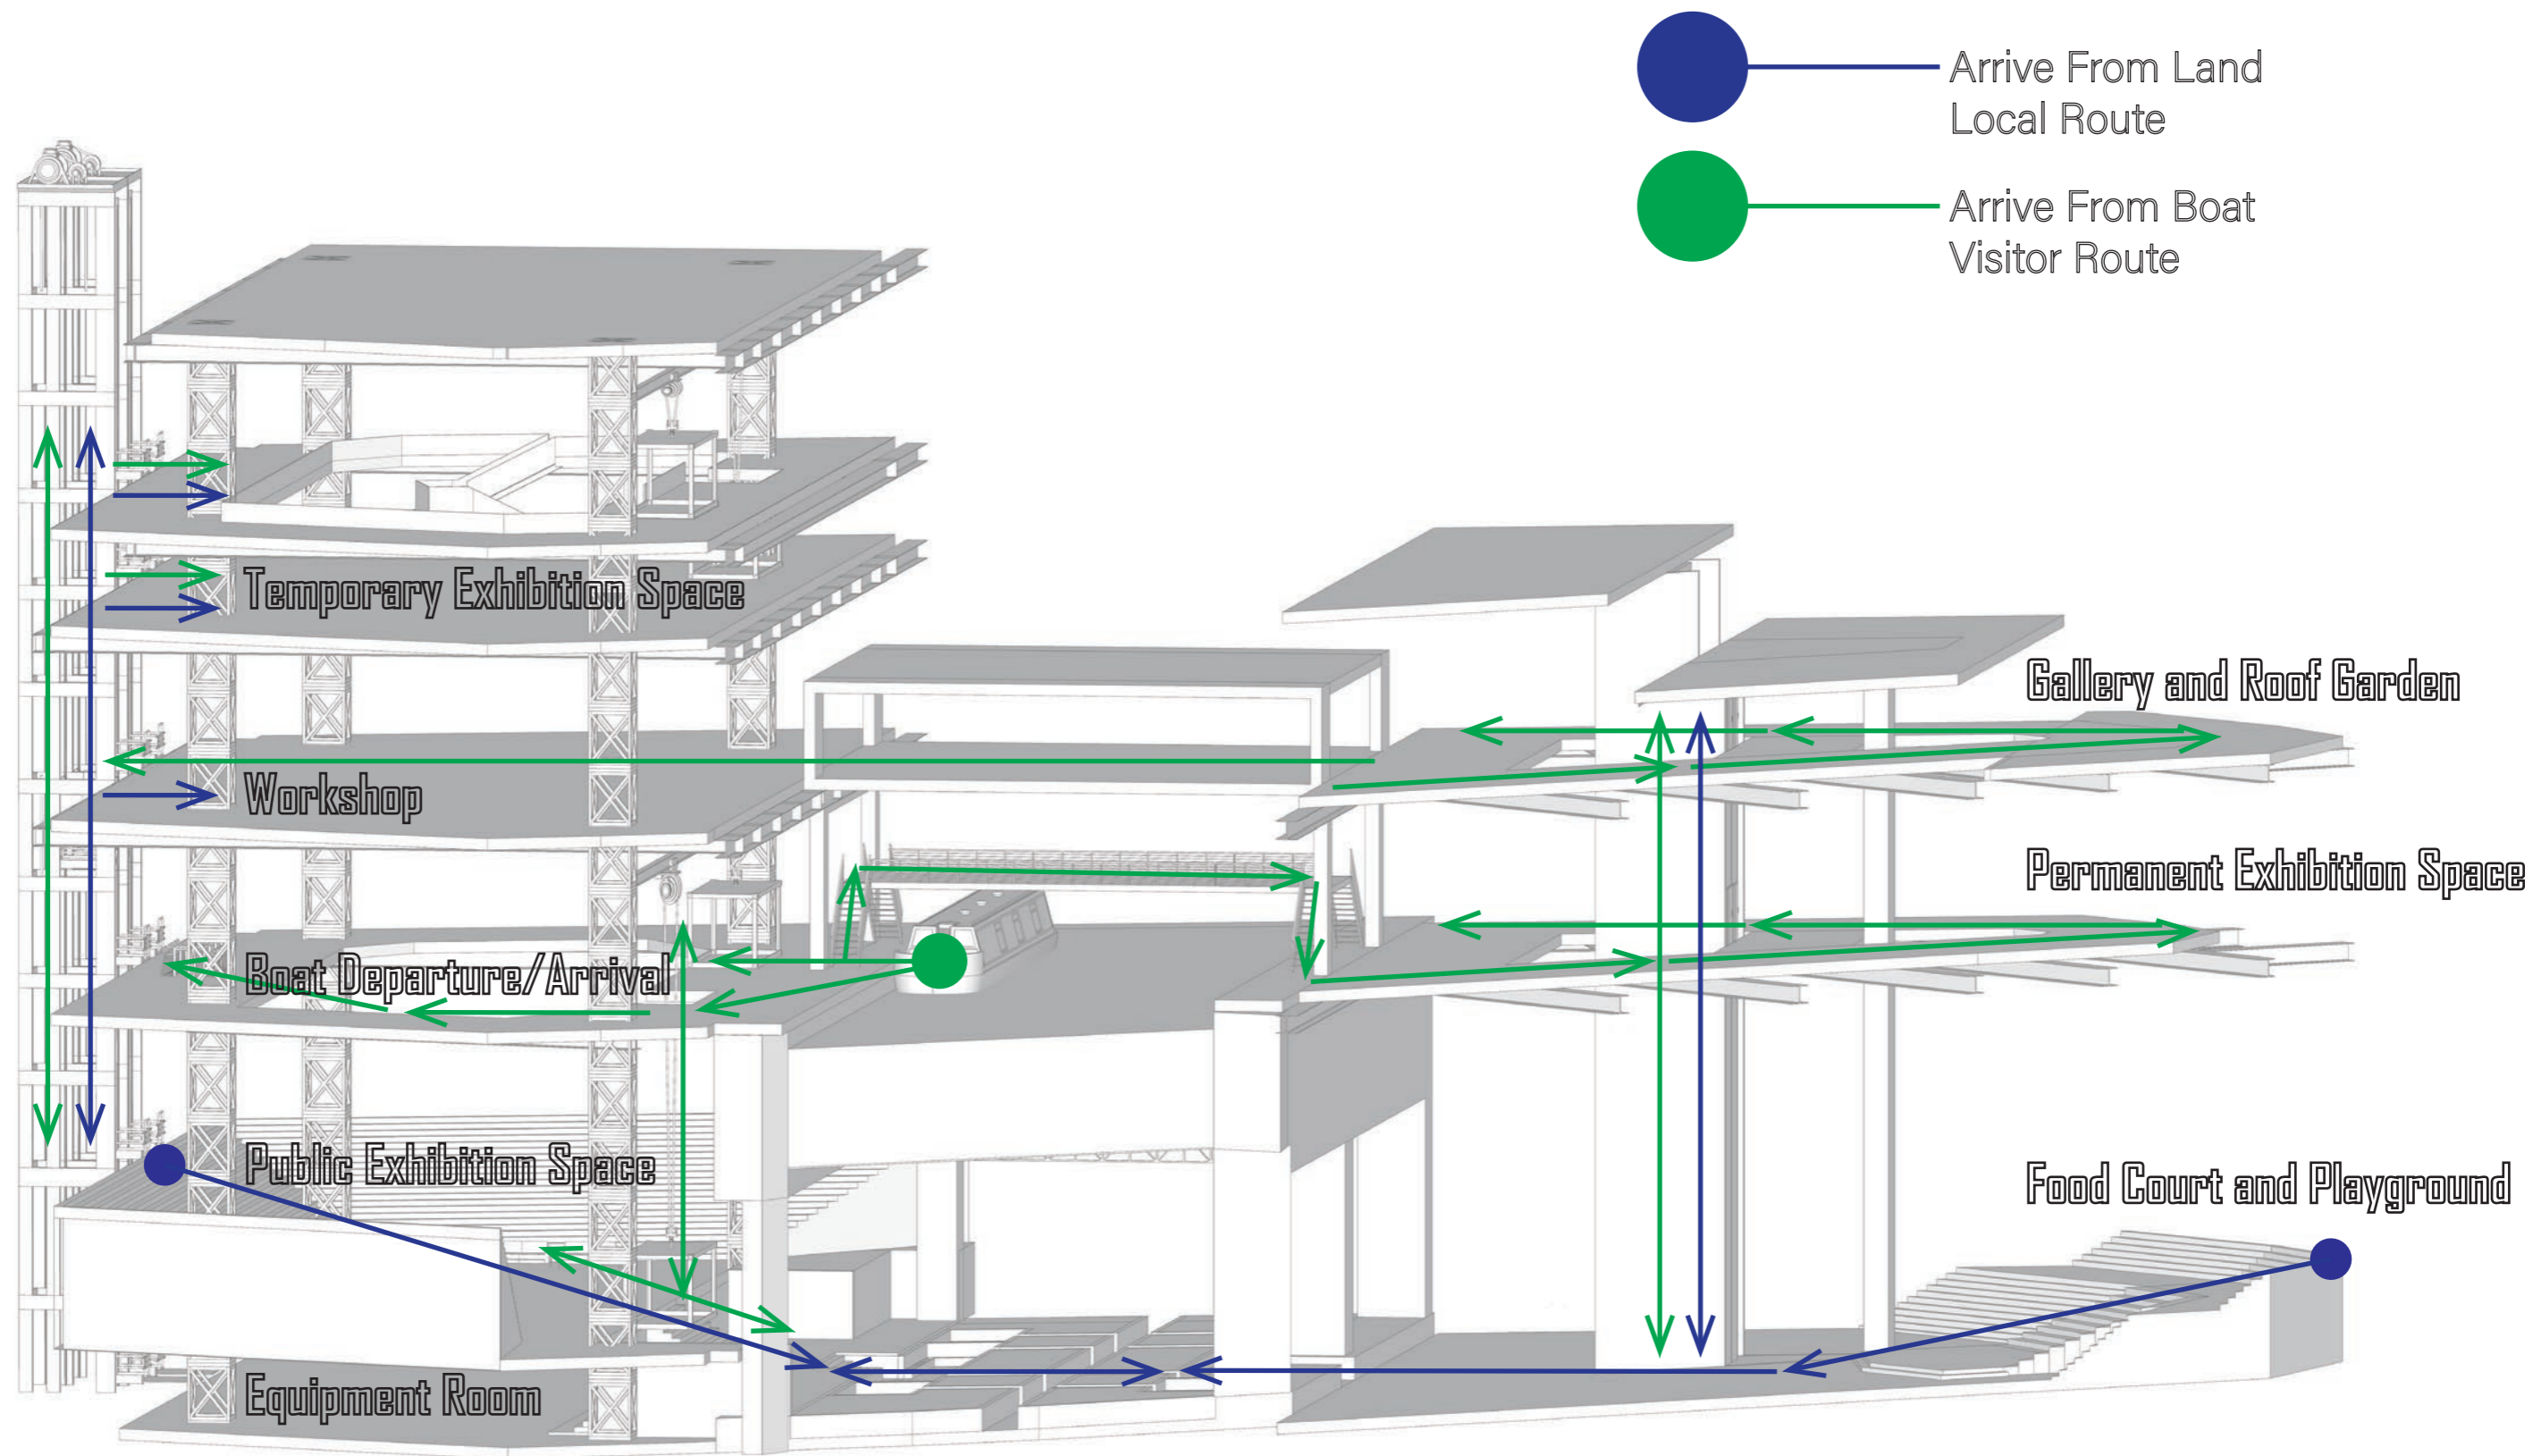 Arrive From Land
Local Route
Arrive From Boat
Visitor Route
Temporary Exhibition Space
Gallery and Roof Garden
Workshop
Permanent Exhibition Space
Boat Departure/Arrival
Public Exhibition Space
Food Court and Playground
Equipment Room